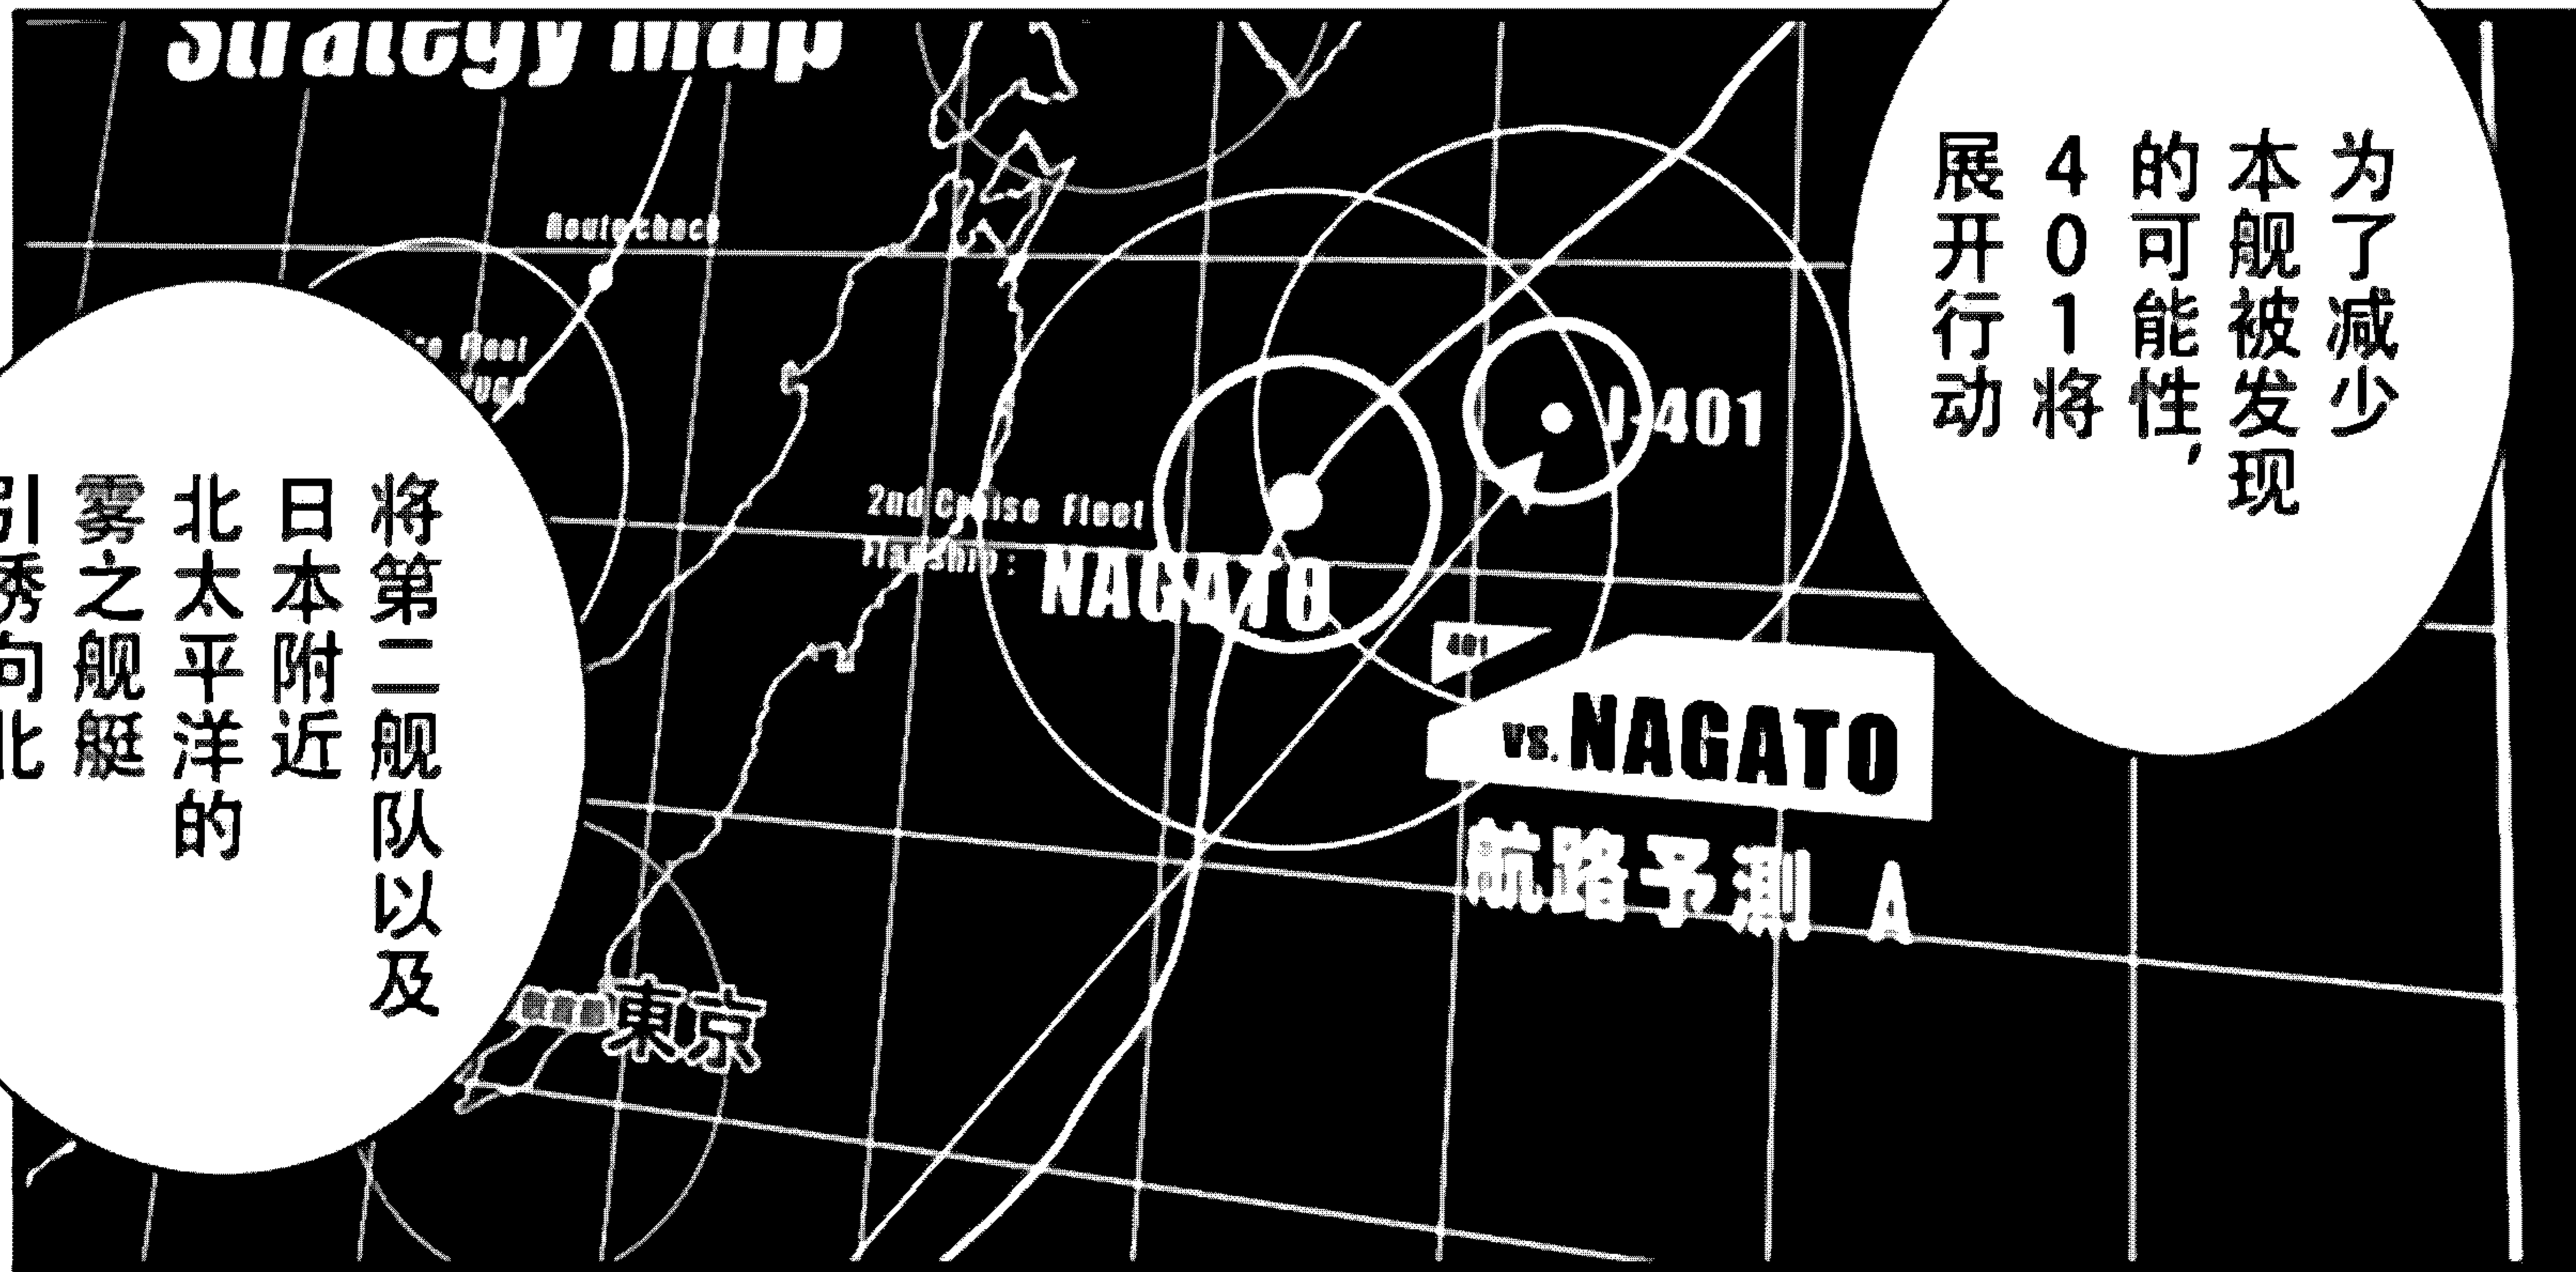 Strategy Map
为了减少
本舰被发现
的可能性，
401将
展开行动
I-401
2nd Cruise Fleet
Flagship:
NAGATO
401
vs. NAGATO
航路予測 A
将第二舰队以及
日本附近
北太平洋的
雾之舰艇
引诱向北
東京